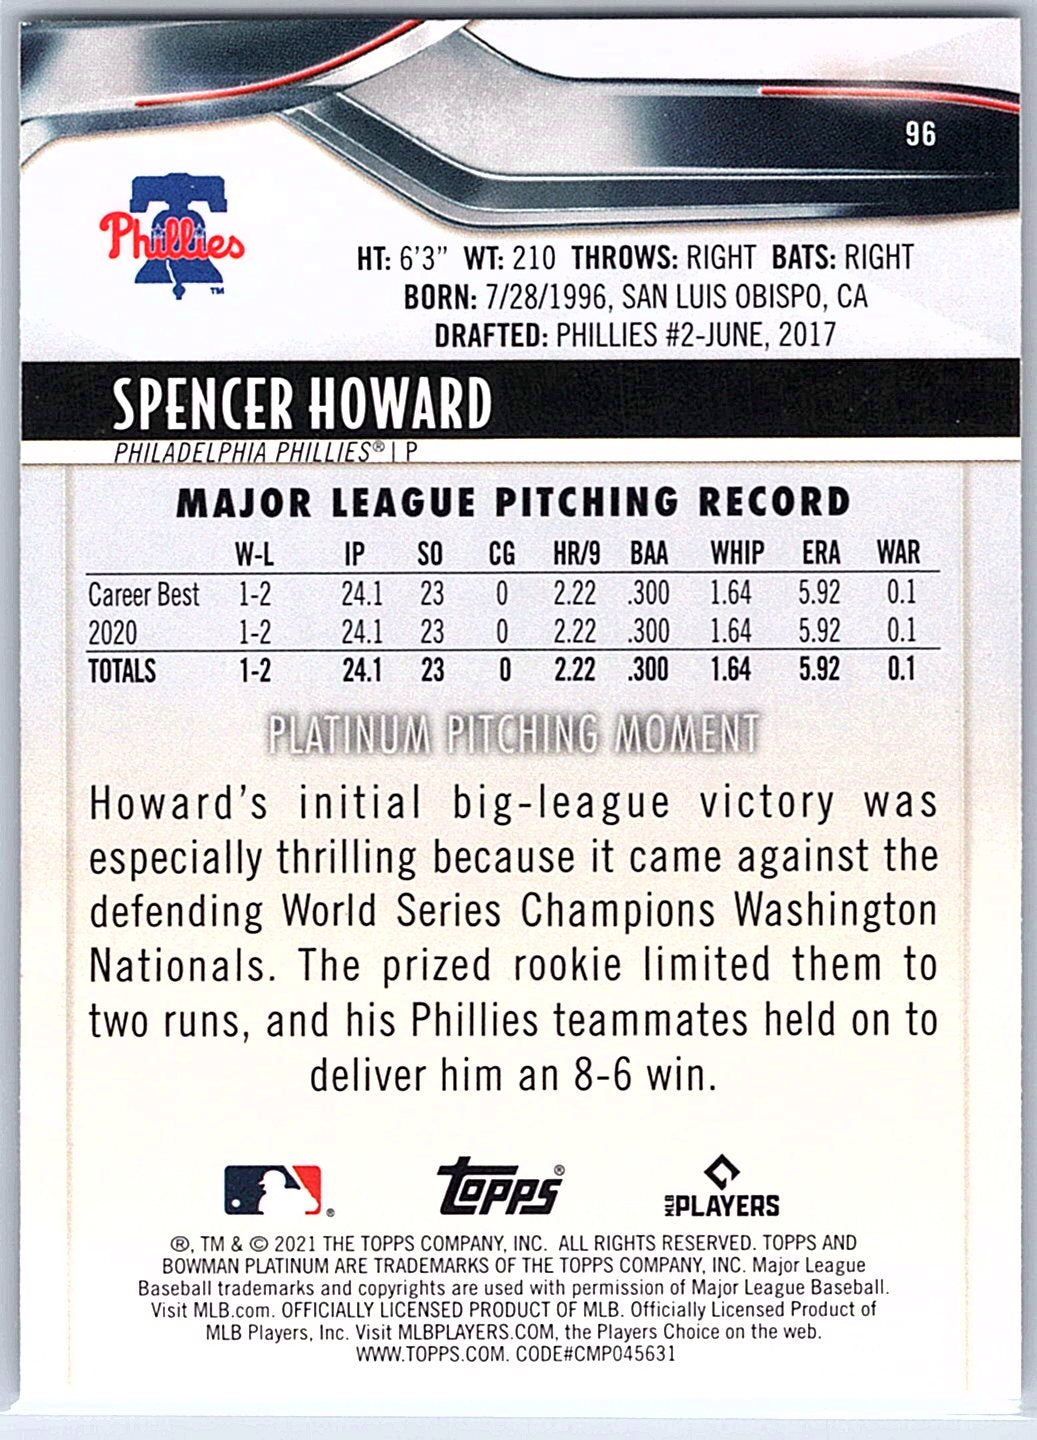 96
Phillies
TM
HT: 6'3" WT: 210 THROWS: RIGHT BATS: RIGHT
BORN: 7/28/1996, SAN LUIS OBISPO, CA
DRAFTED: PHILLIES #2-JUNE, 2017
SPENCER HOWARD
PHILADELPHIA PHILLIES® | P
MAJOR LEAGUE PITCHING RECORD
W-L IP SO CG HR/9 BAA WHIP ERA WAR
Career Best 1-2 24.1 23 0 2.22 .300 1.64 5.92 0.1
2020 1-2 24.1 23 0 2.22 .300 1.64 5.92 0.1
TOTALS 1-2 24.1 23 0 2.22 .300 1.64 5.92 0.1
PLATINUM PITCHING MOMENT
Howard's initial big-league victory was
especially thrilling because it came against the
defending World Series Champions Washington
Nationals. The prized rookie limited them to
two runs, and his Phillies teammates held on to
deliver him an 8-6 win.
® Topps® MLB PLAYERS
®, TM & © 2021 THE TOPPS COMPANY, INC. ALL RIGHTS RESERVED. TOPPS AND
BOWMAN PLATINUM ARE TRADEMARKS OF THE TOPPS COMPANY, INC. Major League
Baseball trademarks and copyrights are used with permission of Major League Baseball.
Visit MLB.com. OFFICIALLY LICENSED PRODUCT OF MLB. Officially Licensed Product of
MLB Players, Inc. Visit MLBPLAYERS.COM, the Players Choice on the web.
WWW.TOPPS.COM. CODE#CMP045631